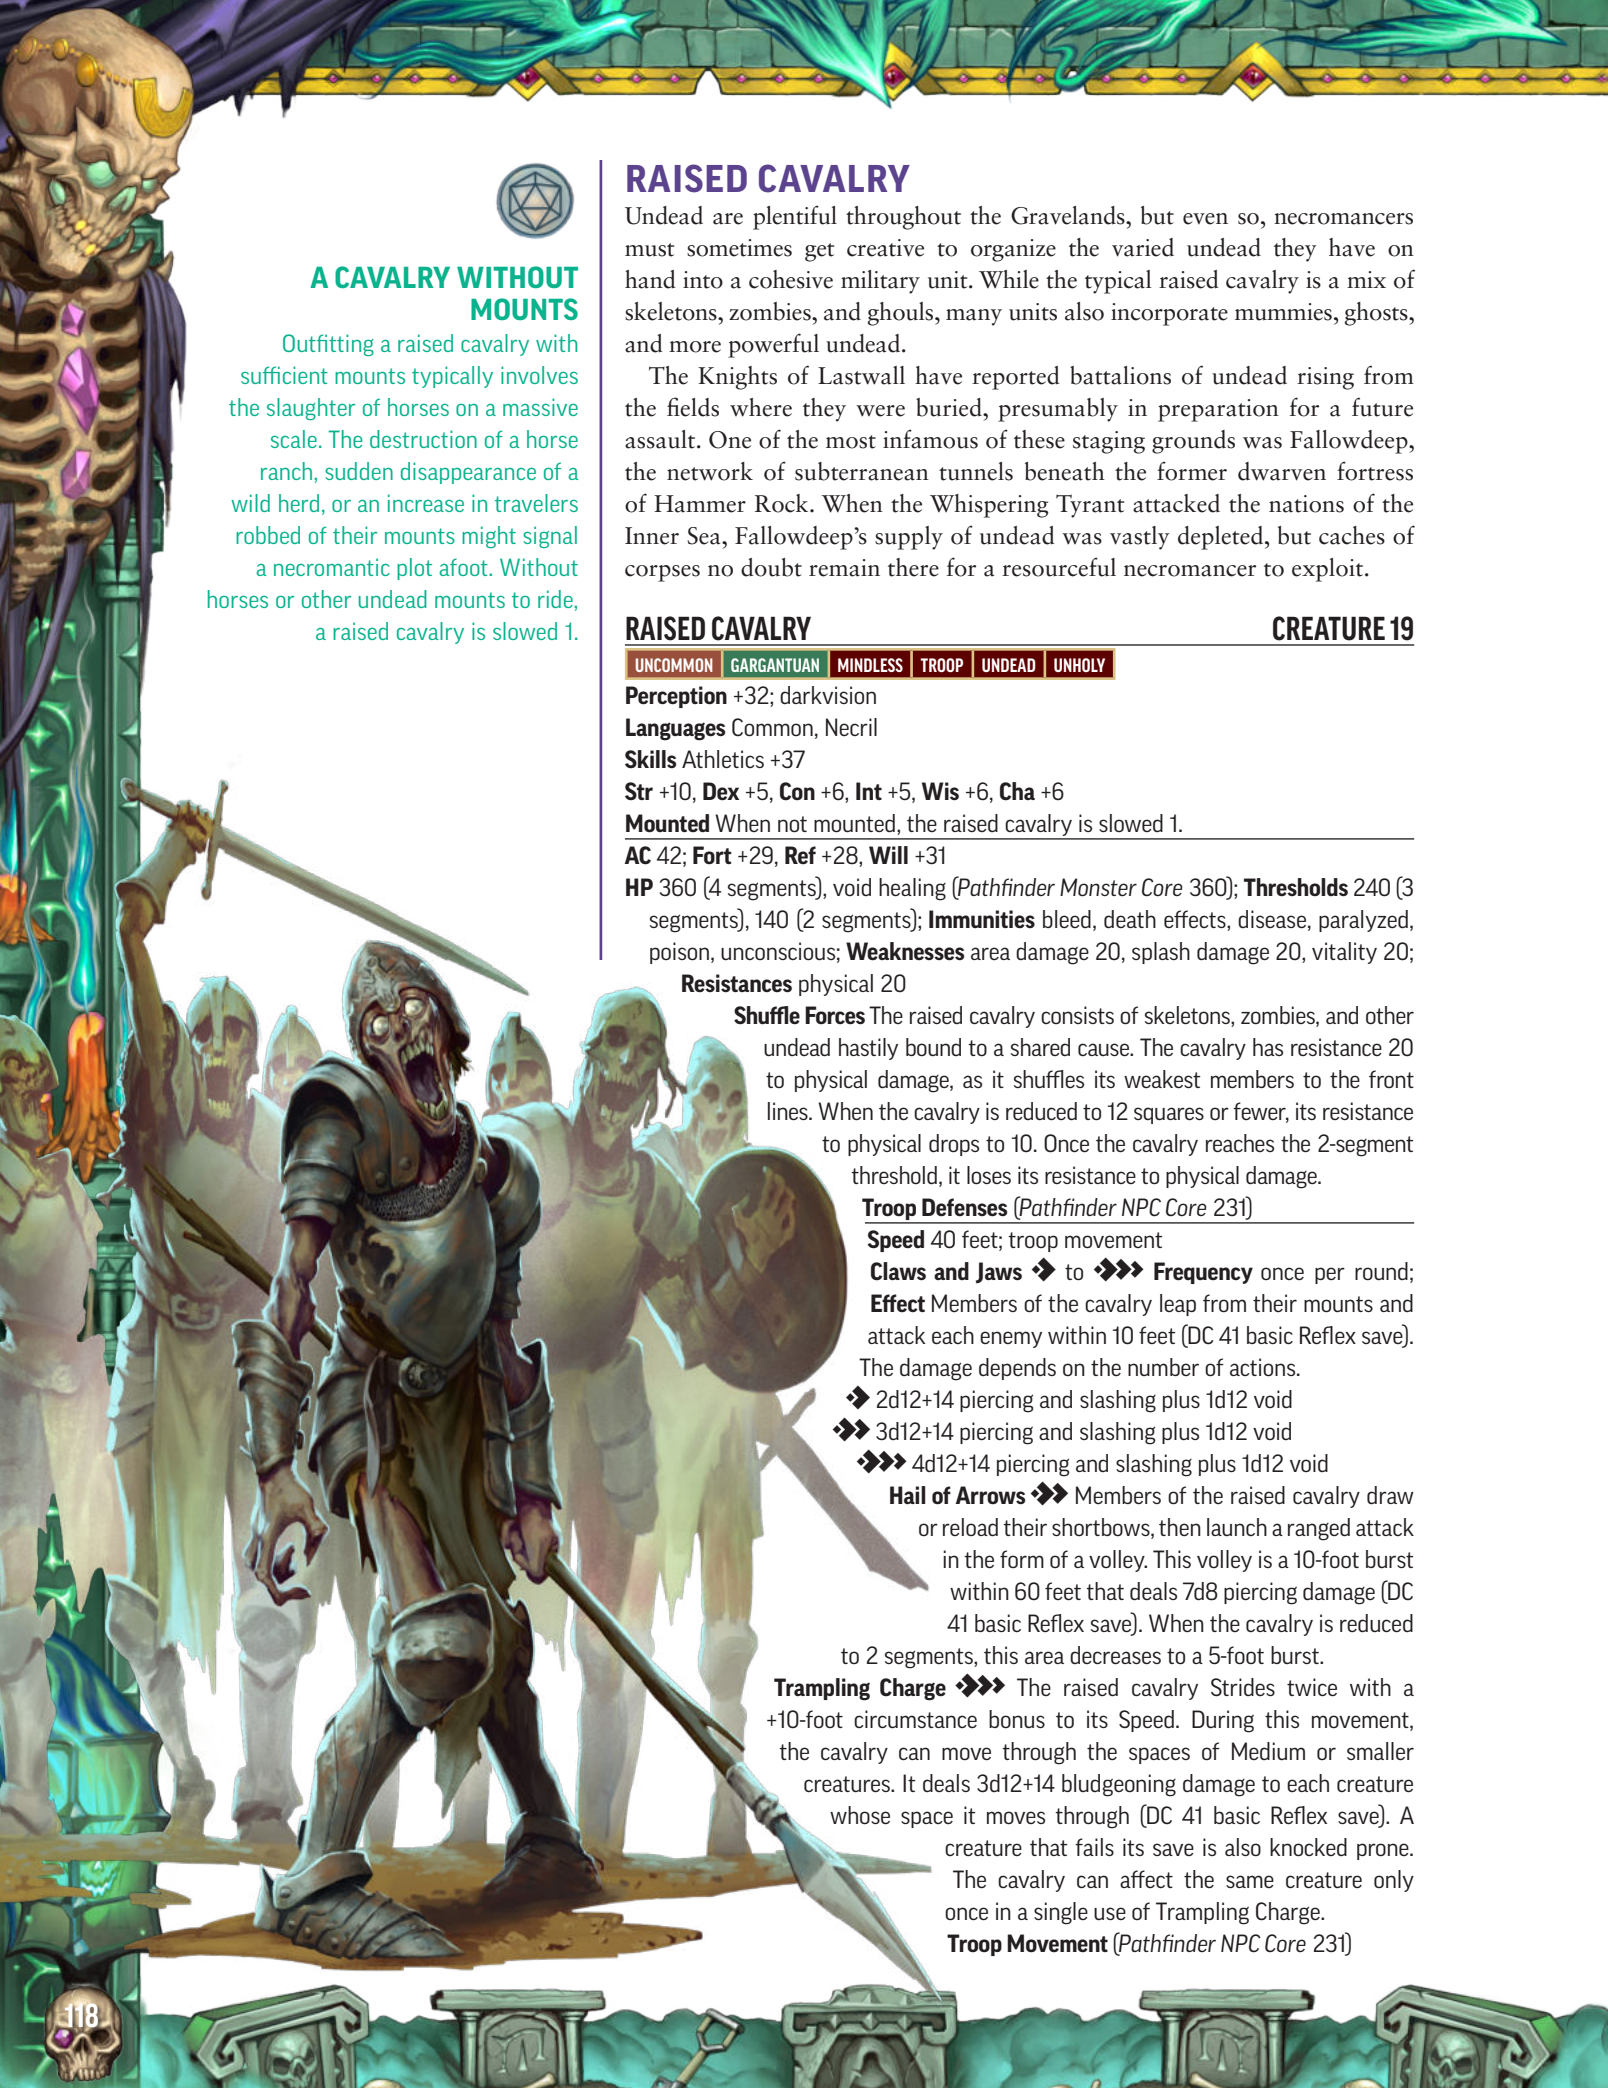 A CAVALRY WITHOUT
MOUNTS
Outfitting a raised cavalry with
sufficient mounts typically involves
the slaughter of horses on a massive
scale. The destruction of a horse
ranch, sudden disappearance of a
wild herd, or an increase in travelers
robbed of their mounts might signal
a necromantic plot afoot. Without
horses or other undead mounts to ride,
a raised cavalry is slowed 1.
RAISED CAVALRY
Undead are plentiful throughout the Gravelands, but even so, necromancers
must sometimes get creative to organize the varied undead they have on
hand into a cohesive military unit. While the typical raised cavalry is a mix of
skeletons, zombies, and ghouls, many units also incorporate mummies, ghosts,
and more powerful undead.
The Knights of Lastwall have reported battalions of undead rising from
the fields where they were buried, presumably in preparation for a future
assault. One of the most infamous of these staging grounds was Fallowdeep,
the network of subterranean tunnels beneath the former dwarven fortress
of Hammer Rock. When the Whispering Tyrant attacked the nations of the
Inner Sea, Fallowdeep's supply of undead was vastly depleted, but caches of
corpses no doubt remain there for a resourceful necromancer to exploit.
RAISED CAVALRY CREATURE 19
UNCOMMON GARGANTUAN MINDLESS TROOP UNDEAD UNHOLY
Perception +32; darkvision
Languages Common, Necril
Skills Athletics +37
Str +10, Dex +5, Con +6, Int +5, Wis +6, Cha +6
Mounted When not mounted, the raised cavalry is slowed 1.
AC 42; Fort +29, Ref +28, Will +31
HP 360 (4 segments), void healing (Pathfinder Monster Core 360); Thresholds 240 (3
segments), 140 (2 segments); Immunities bleed, death effects, disease, paralyzed,
poison, unconscious; Weaknesses area damage 20, splash damage 20, vitality 20;
Resistances physical 20
Shuffle Forces The raised cavalry consists of skeletons, zombies, and other
undead hastily bound to a shared cause. The cavalry has resistance 20
to physical damage, as it shuffles its weakest members to the front
lines. When the cavalry is reduced to 12 squares or fewer, its resistance
to physical drops to 10. Once the cavalry reaches the 2-segment
threshold, it loses its resistance to physical damage.
Troop Defenses (Pathfinder NPC Core 231)
Speed 40 feet; troop movement
Claws and Jaws to Frequency once per round;
Effect Members of the cavalry leap from their mounts and
attack each enemy within 10 feet (DC 41 basic Reflex save).
The damage depends on the number of actions.
2d12+14 piercing and slashing plus 1d12 void
3d12+14 piercing and slashing plus 1d12 void
4d12+14 piercing and slashing plus 1d12 void
Hail of Arrows Members of the raised cavalry draw
or reload their shortbows, then launch a ranged attack
in the form of a volley. This volley is a 10-foot burst
within 60 feet that deals 7d8 piercing damage (DC
41 basic Reflex save). When the cavalry is reduced
to 2 segments, this area decreases to a 5-foot burst.
Trampling Charge The raised cavalry Strides twice with a
+10-foot circumstance bonus to its Speed. During this movement,
the cavalry can move through the spaces of Medium or smaller
creatures. It deals 3d12+14 bludgeoning damage to each creature
whose space it moves through (DC 41 basic Reflex save). A
creature that fails its save is also knocked prone.
The cavalry can affect the same creature only
once in a single use of Trampling Charge.
Troop Movement (Pathfinder NPC Core 231)
118